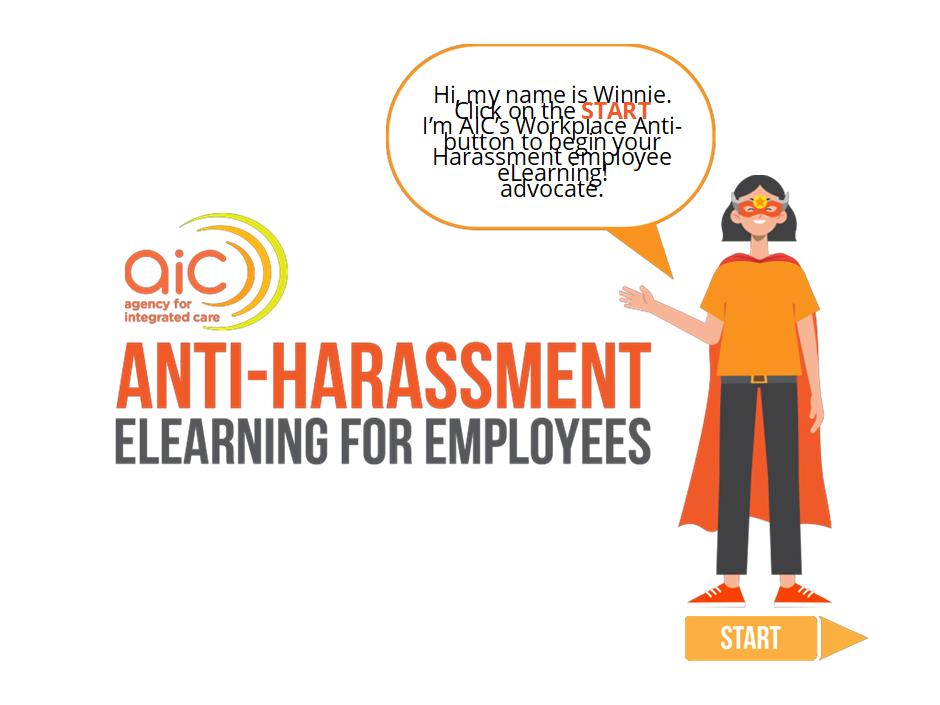 Hi, my name is Winnie.
I'm AIC's Workplace Anti-
Harassment employee
advocate.
Click on the START
button to begin your
eLearning!
aic
agency for
integrated care
ANTI-HARASSMENT
ELEARNING FOR EMPLOYEES
START